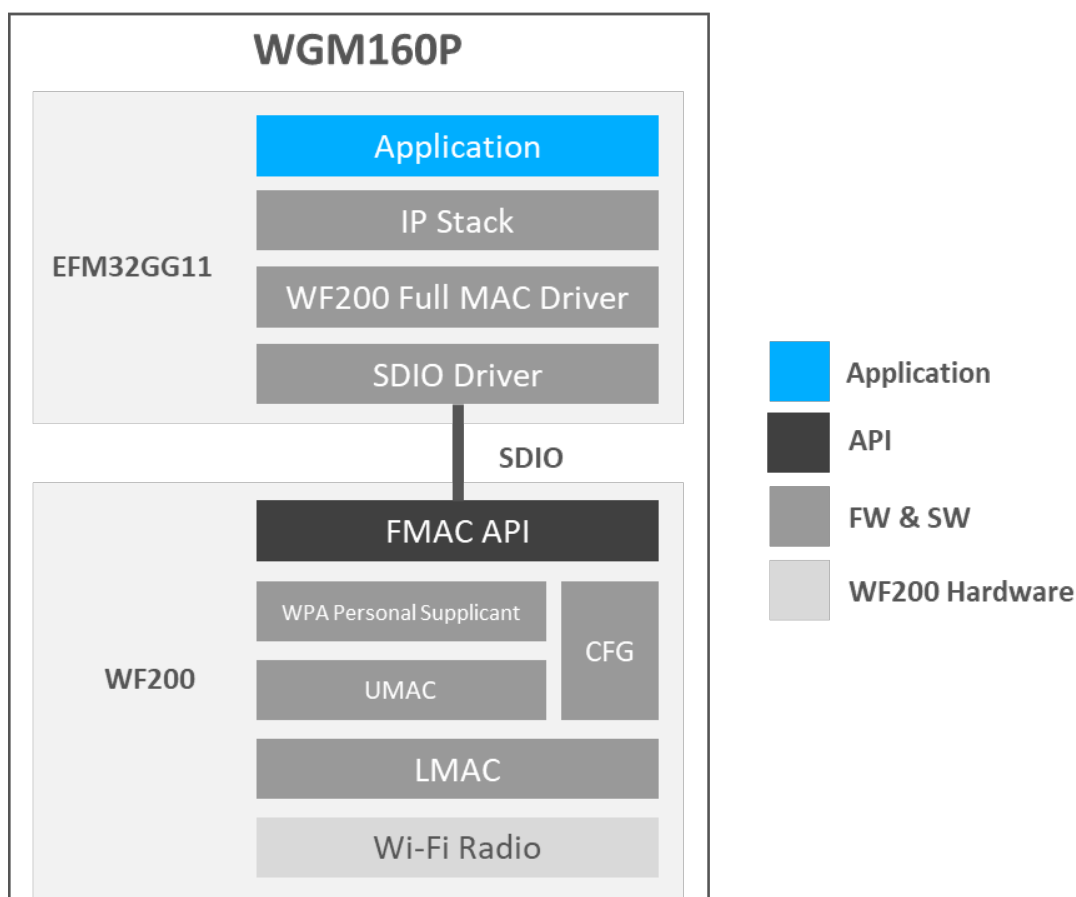 WGM160P
Application
IP Stack
EFM32GG11
WF200 Full MAC Driver
SDIO Driver
SDIO
FMAC API
WPA Personal Supplicant
CFG
WF200
UMAC
LMAC
Wi-Fi Radio
Application
API
FW & SW
WF200 Hardware